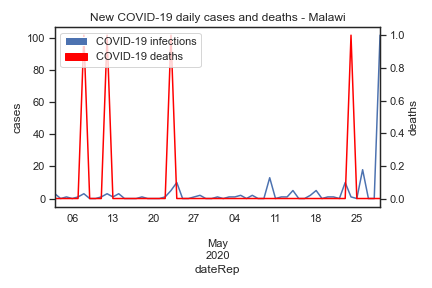 New COVID-19 daily cases and deaths - Malawi
COVID-19 infections
COVID-19 deaths
cases
100
80
60
40
20
0
deaths
1.0
0.8
0.6
0.4
0.2
0.0
06 13 20 27 04 11 18 25
May
2020
dateRep